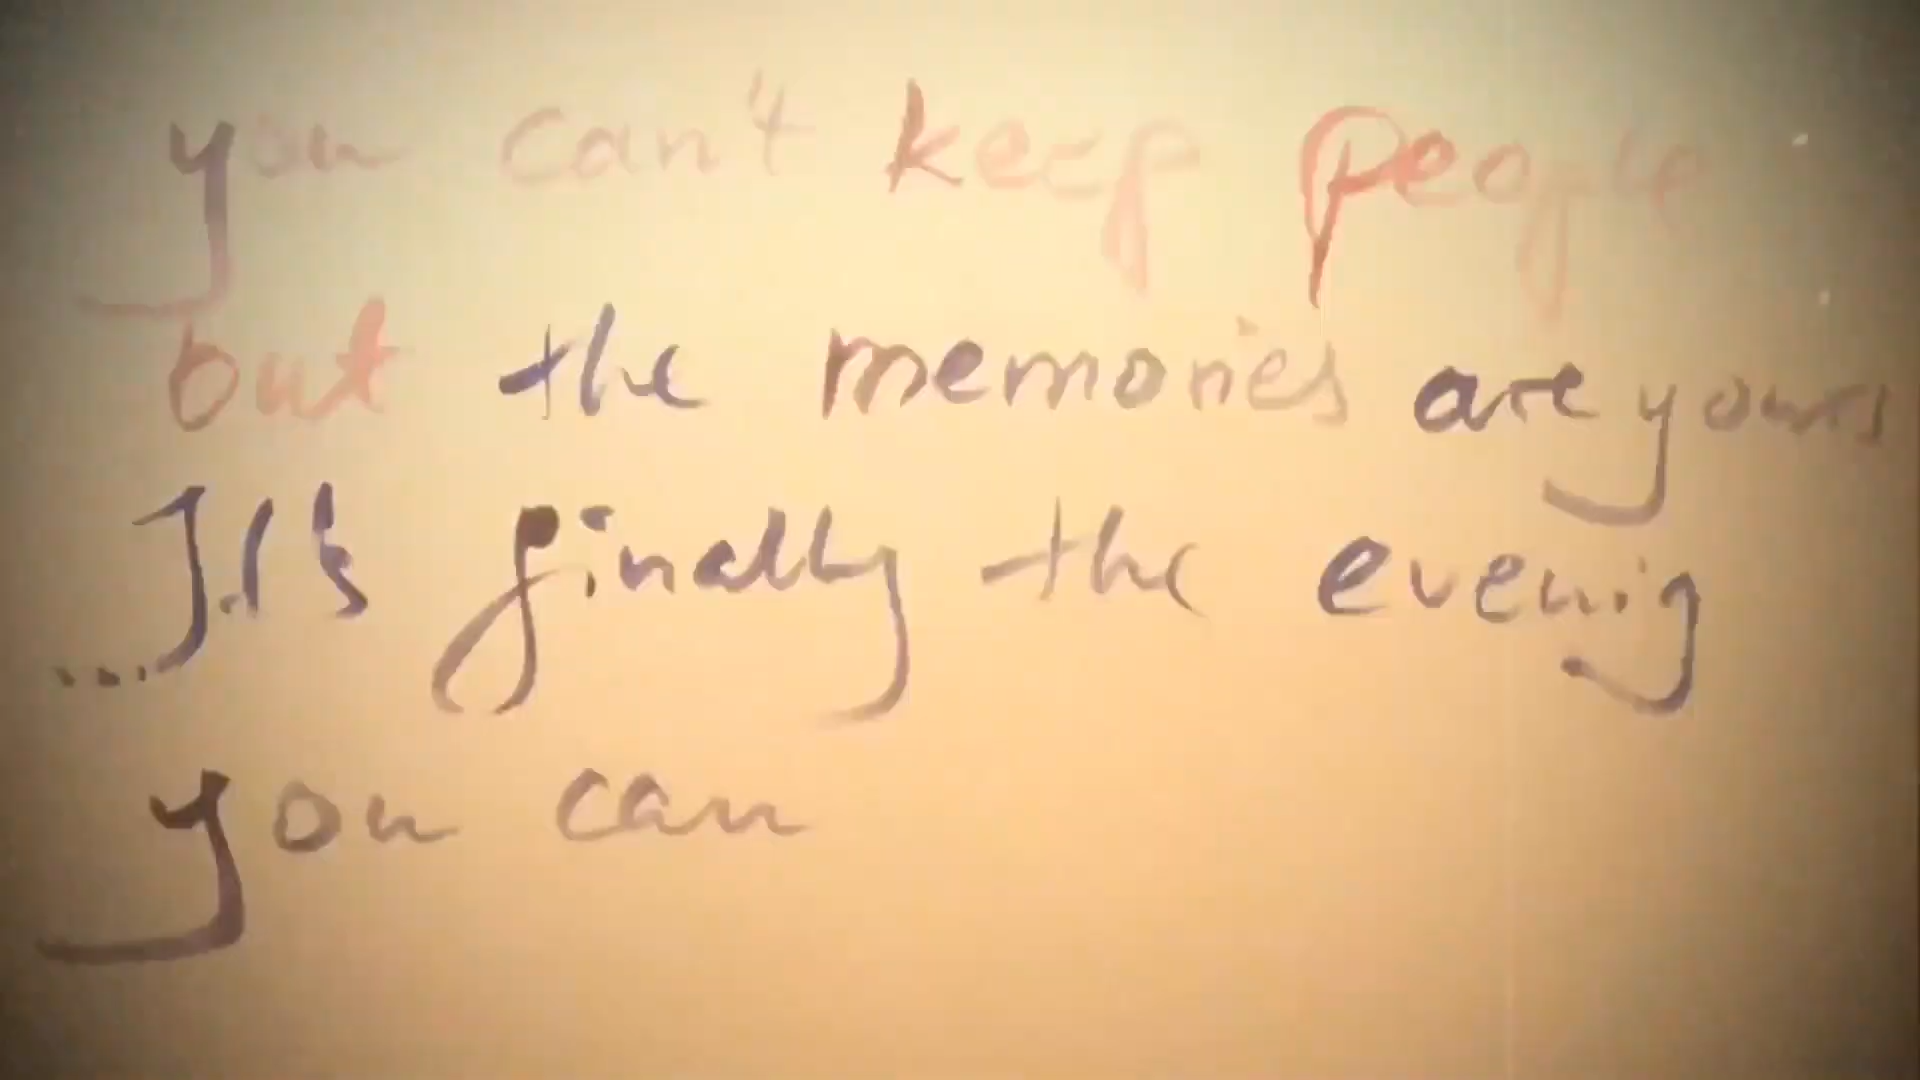 you can't keep people
but the memories are yours
...It's finally the evenig
you can